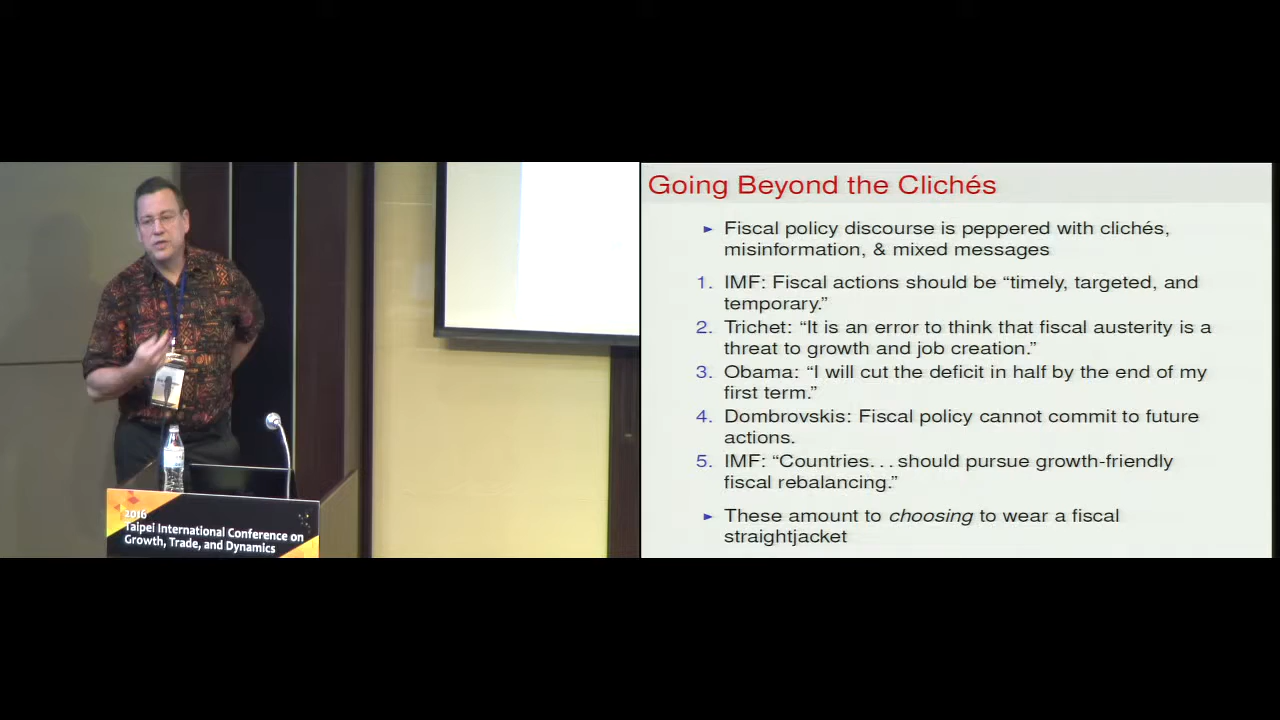 2016
Taipei International Conference on
Growth, Trade, and Dynamics
Going Beyond the Clichés
► Fiscal policy discourse is peppered with clichés,
misinformation, & mixed messages
1. IMF: Fiscal actions should be “timely, targeted, and
temporary.”
2. Trichet: “It is an error to think that fiscal austerity is a
threat to growth and job creation.”
3. Obama: “I will cut the deficit in half by the end of my
first term.”
4. Dombrovskis: Fiscal policy cannot commit to future
actions.
5. IMF: “Countries...should pursue growth-friendly
fiscal rebalancing.”
► These amount to choosing to wear a fiscal
straightjacket